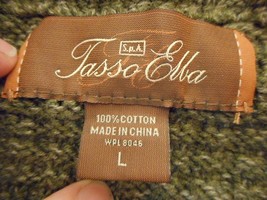 S.p.A.
Tasso Elba
100% COTTON
MADE IN CHINA
WPL 8046
L